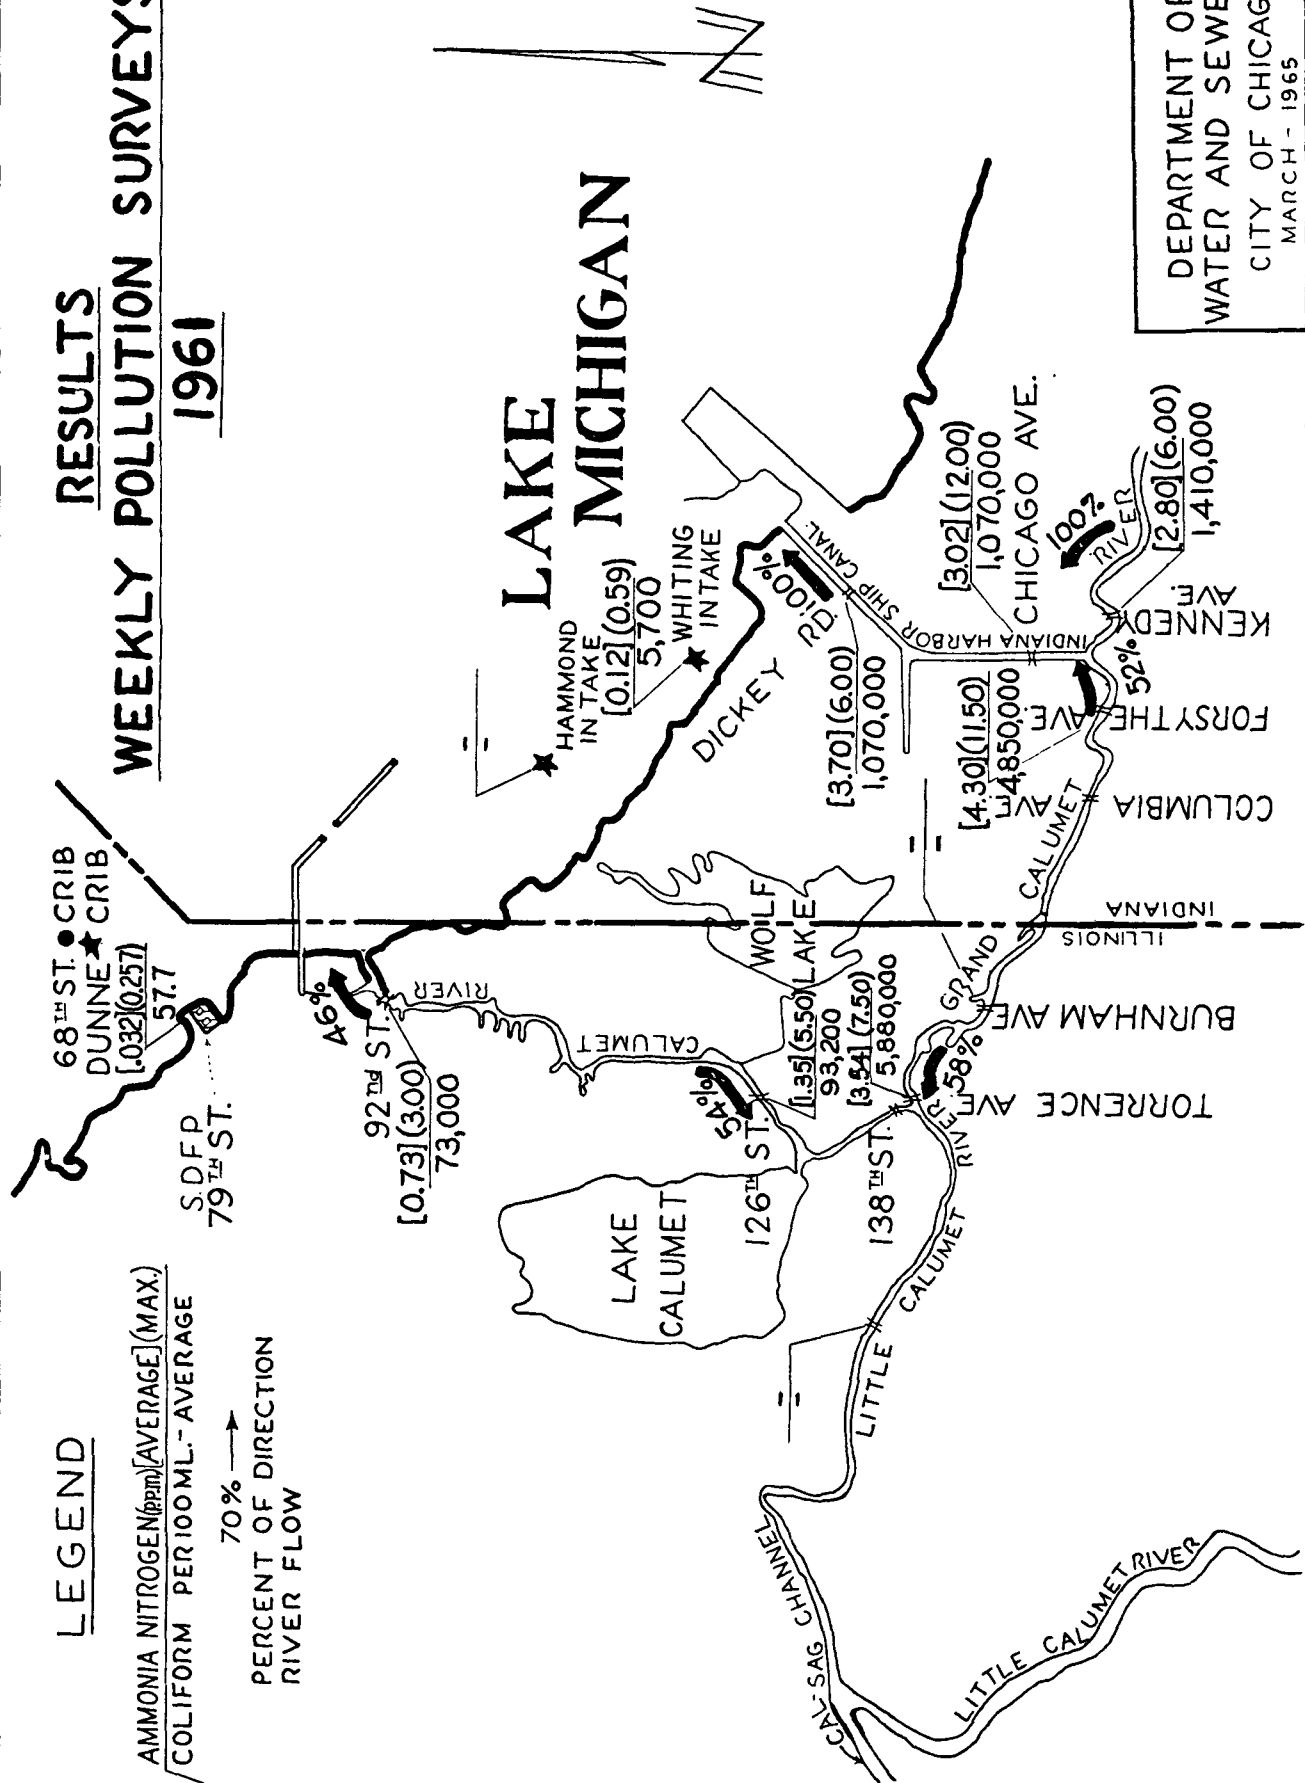 RESULTS
WEEKLY POLLUTION SURVEYS
1961
LEGEND
AMMONIA NITROGEN(p.p.m)[AVERAGE](MAX.)
COLIFORM PER 100 ML.- AVERAGE
70% →
PERCENT OF DIRECTION
RIVER FLOW
68TH ST. ● CRIB
DUNNE ★ CRIB
[.032](0.257)
57.7
S.D.F.P
79TH ST.
46%
92nd ST.
[0.73](3.00)
73,000
CALUMET RIVER
LAKE
MICHIGAN
HAMMOND
INTAKE
[0.12](0.59)
5,700
WHITING
INTAKE
DICKEY RD.
100%
INDIANA HARBOR SHIP CANAL
[3.70](6.00)
1,070,000
[3.02](12.00)
1,070,000
CHICAGO AVE.
100%
RIVER
[2.80](6.00)
1,410,000
KENNEDY
AVE.
52%
[4.30](11.50)
4,850,000
FORSYTHE AVE
COLUMBIA AVE
GRAND CALUMET
INDIANA
ILLINOIS
WOLF
LAKE
BURNHAM AVE
TORRENCE AVE
58%
RIVER
54%
126TH ST.
[1.35](5.50)
93,200
138TH ST.
[3.54](7.50)
5,880,000
LAKE
CALUMET
LITTLE CALUMET RIVER
CAL-SAG CHANNEL
LITTLE CALUMET RIVER
DEPARTMENT OF
WATER AND SEWE
CITY OF CHICAG
MARCH - 1965